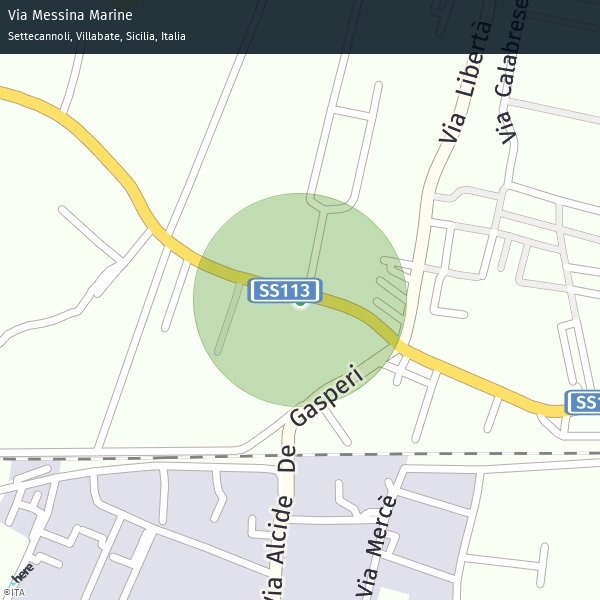 Via Messina Marine
Settecannoli, Villabate, Sicilia, Italia
Via Libertà
Via Calabrese
SS113
SS1
Via Alcide De Gasperi
Via Mercè
here
©ITA